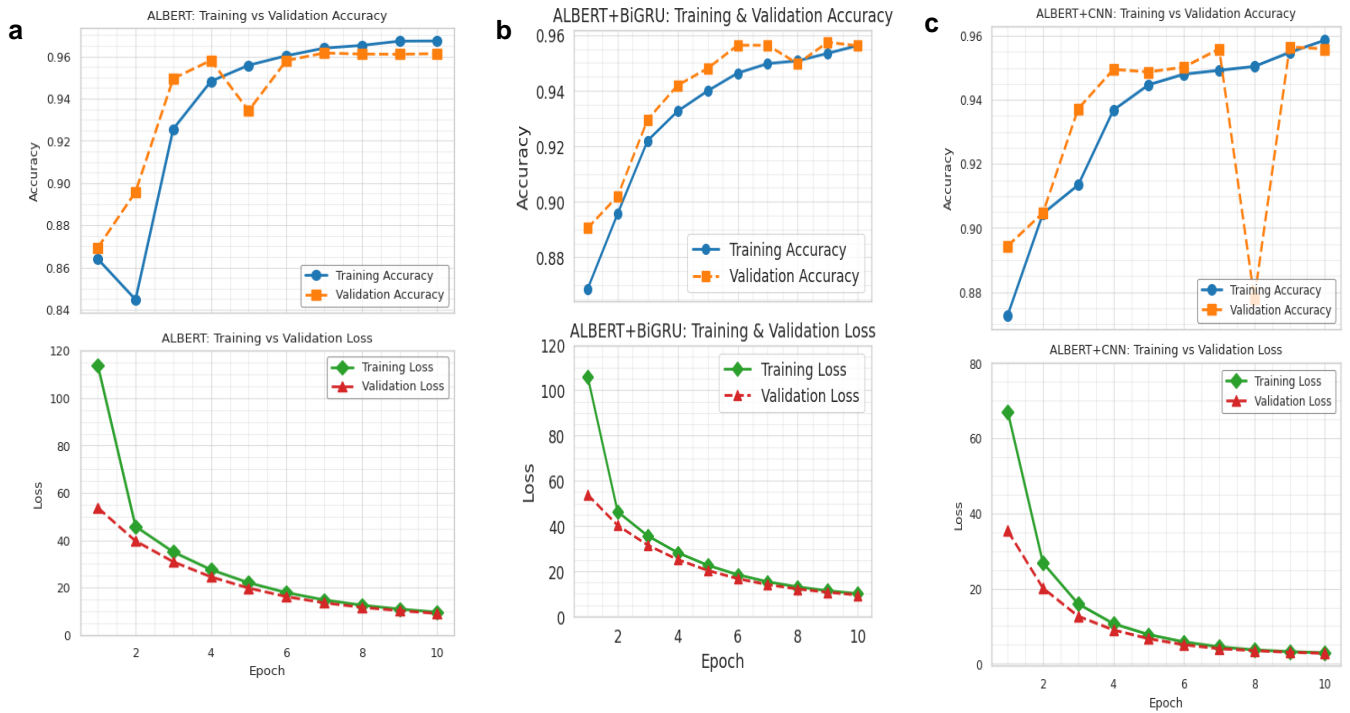 a
ALBERT: Training vs Validation Accuracy
0.96
0.94
0.92
0.90
0.88
0.86
0.84
Accuracy
Training Accuracy
Validation Accuracy
ALBERT: Training vs Validation Loss
120
100
80
60
40
20
0
Loss
Training Loss
Validation Loss
2
4
6
8
10
Epoch
b
ALBERT+BiGRU: Training & Validation Accuracy
0.96
0.94
0.92
0.90
0.88
Accuracy
Training Accuracy
Validation Accuracy
ALBERT+BiGRU: Training & Validation Loss
120
100
80
60
40
20
0
Loss
Training Loss
Validation Loss
2
4
6
8
10
Epoch
c
ALBERT+CNN: Training vs Validation Accuracy
0.96
0.94
0.92
0.90
0.88
Accuracy
Training Accuracy
Validation Accuracy
ALBERT+CNN: Training vs Validation Loss
80
60
40
20
0
Loss
Training Loss
Validation Loss
2
4
6
8
10
Epoch